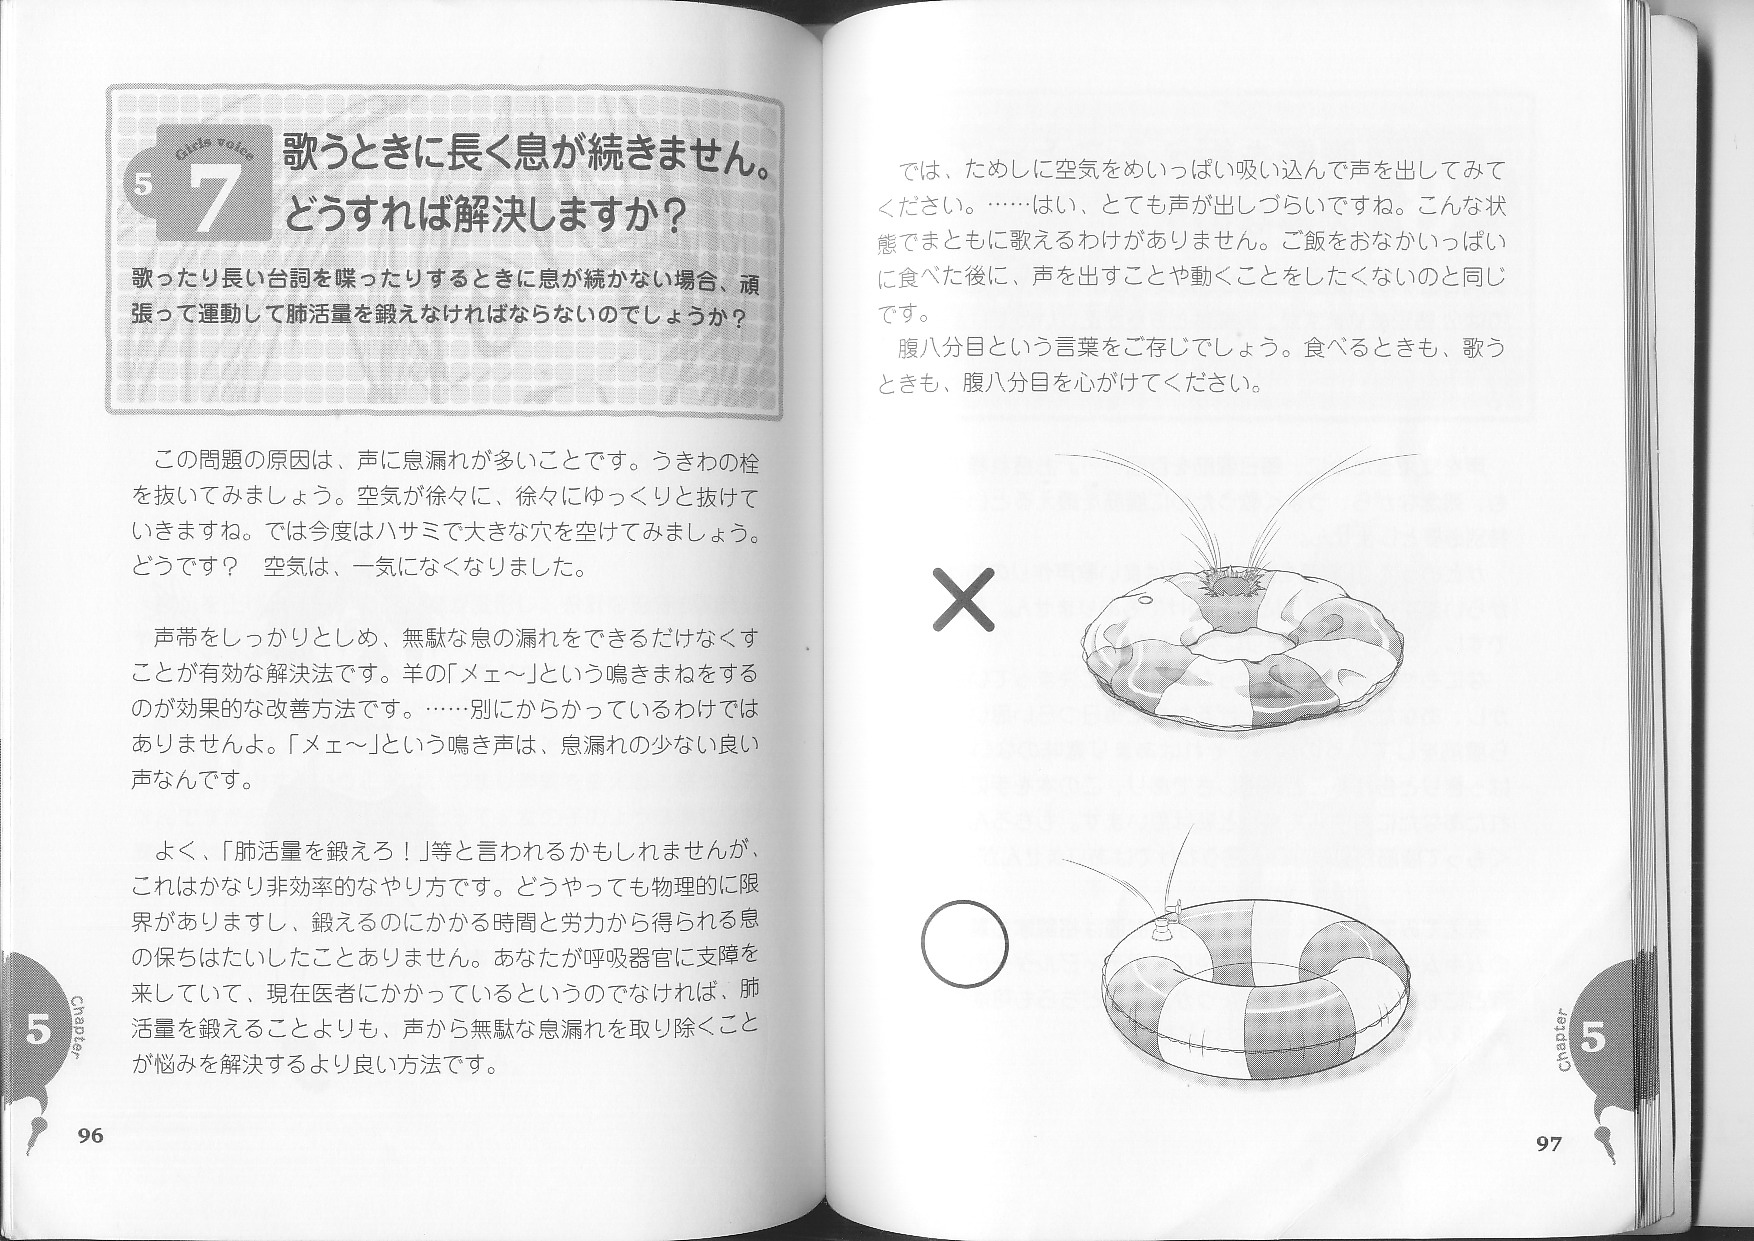 5
Girls voice
7
歌うときに長く息が続きません。
どうすれば解決しますか？
歌ったり長い台詞を喋ったりするときに息が続かない場合、頑
張って運動して肺活量を鍛えなければならないのでしょうか？
この問題の原因は、声に息漏れが多いことです。うきわの栓
を抜いてみましょう。空気が徐々に、徐々にゆっくりと抜けて
いきますね。では今度はハサミで大きな穴を空けてみましょう。
どうです？　空気は、一気になくなりました。
声帯をしっかりとしめ、無駄な息の漏れをできるだけなくす
ことが有効な解決法です。羊の「メェ〜」という鳴きまねをする
のが効果的な改善方法です。……別にからかっているわけでは
ありませんよ。「メェ〜」という鳴き声は、息漏れの少ない良い
声なんです。
よく、「肺活量を鍛えろ！」等と言われるかもしれませんが、
これはかなり非効率的なやり方です。どうやっても物理的に限
界がありますし、鍛えるのにかかる時間と労力から得られる息
の保ちはたいしたことありません。あなたが呼吸器官に支障を
来していて、現在医者にかかっているというのでなければ、肺
活量を鍛えることよりも、声から無駄な息漏れを取り除くこと
が悩みを解決するより良い方法です。
5
Chapter
96
では、ためしに空気をめいっぱい吸い込んで声を出してみて
ください。……はい、とても声が出しづらいですね。こんな状
態でまともに歌えるわけがありません。ご飯をおなかいっぱい
に食べた後に、声を出すことや動くことをしたくないのと同じ
です。
腹八分目という言葉をご存じでしょう。食べるときも、歌う
ときも、腹八分目を心がけてください。
Chapter
5
97